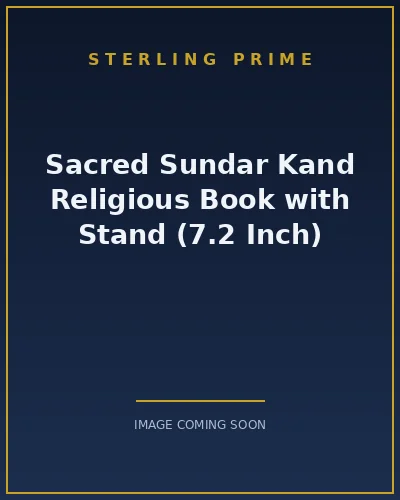 STERLING PRIME
Sacred Sundar Kand
Religious Book with
Stand (7.2 Inch)
IMAGE COMING SOON